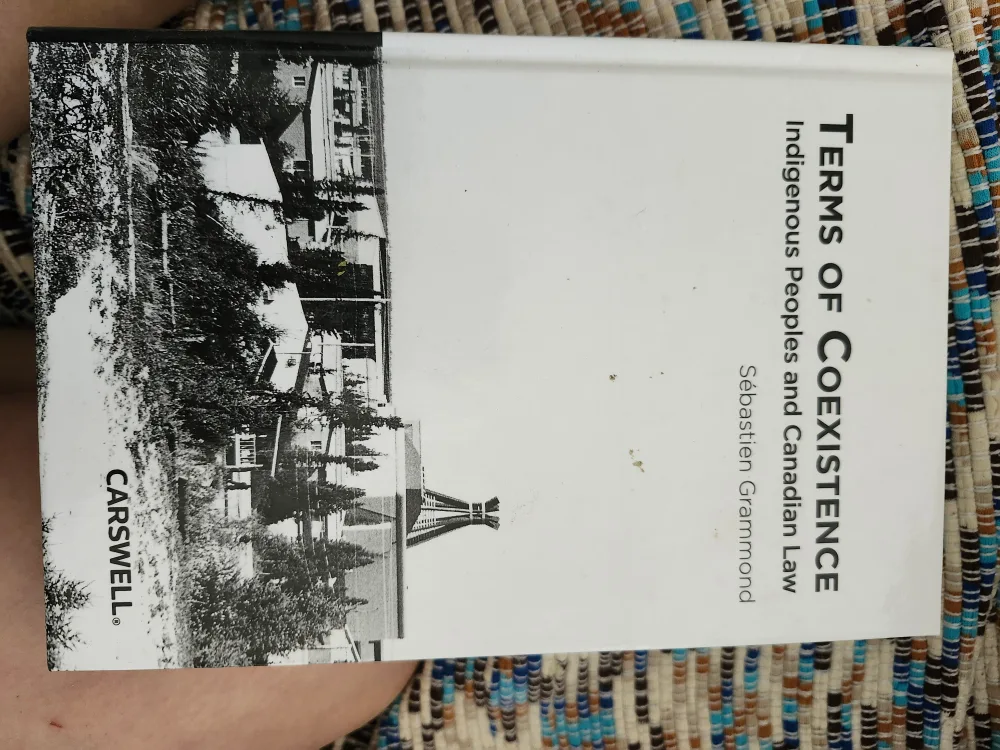 TERMS OF COEXISTENCE
Indigenous Peoples and Canadian Law
Sébastien Grammond
CARSWELL®